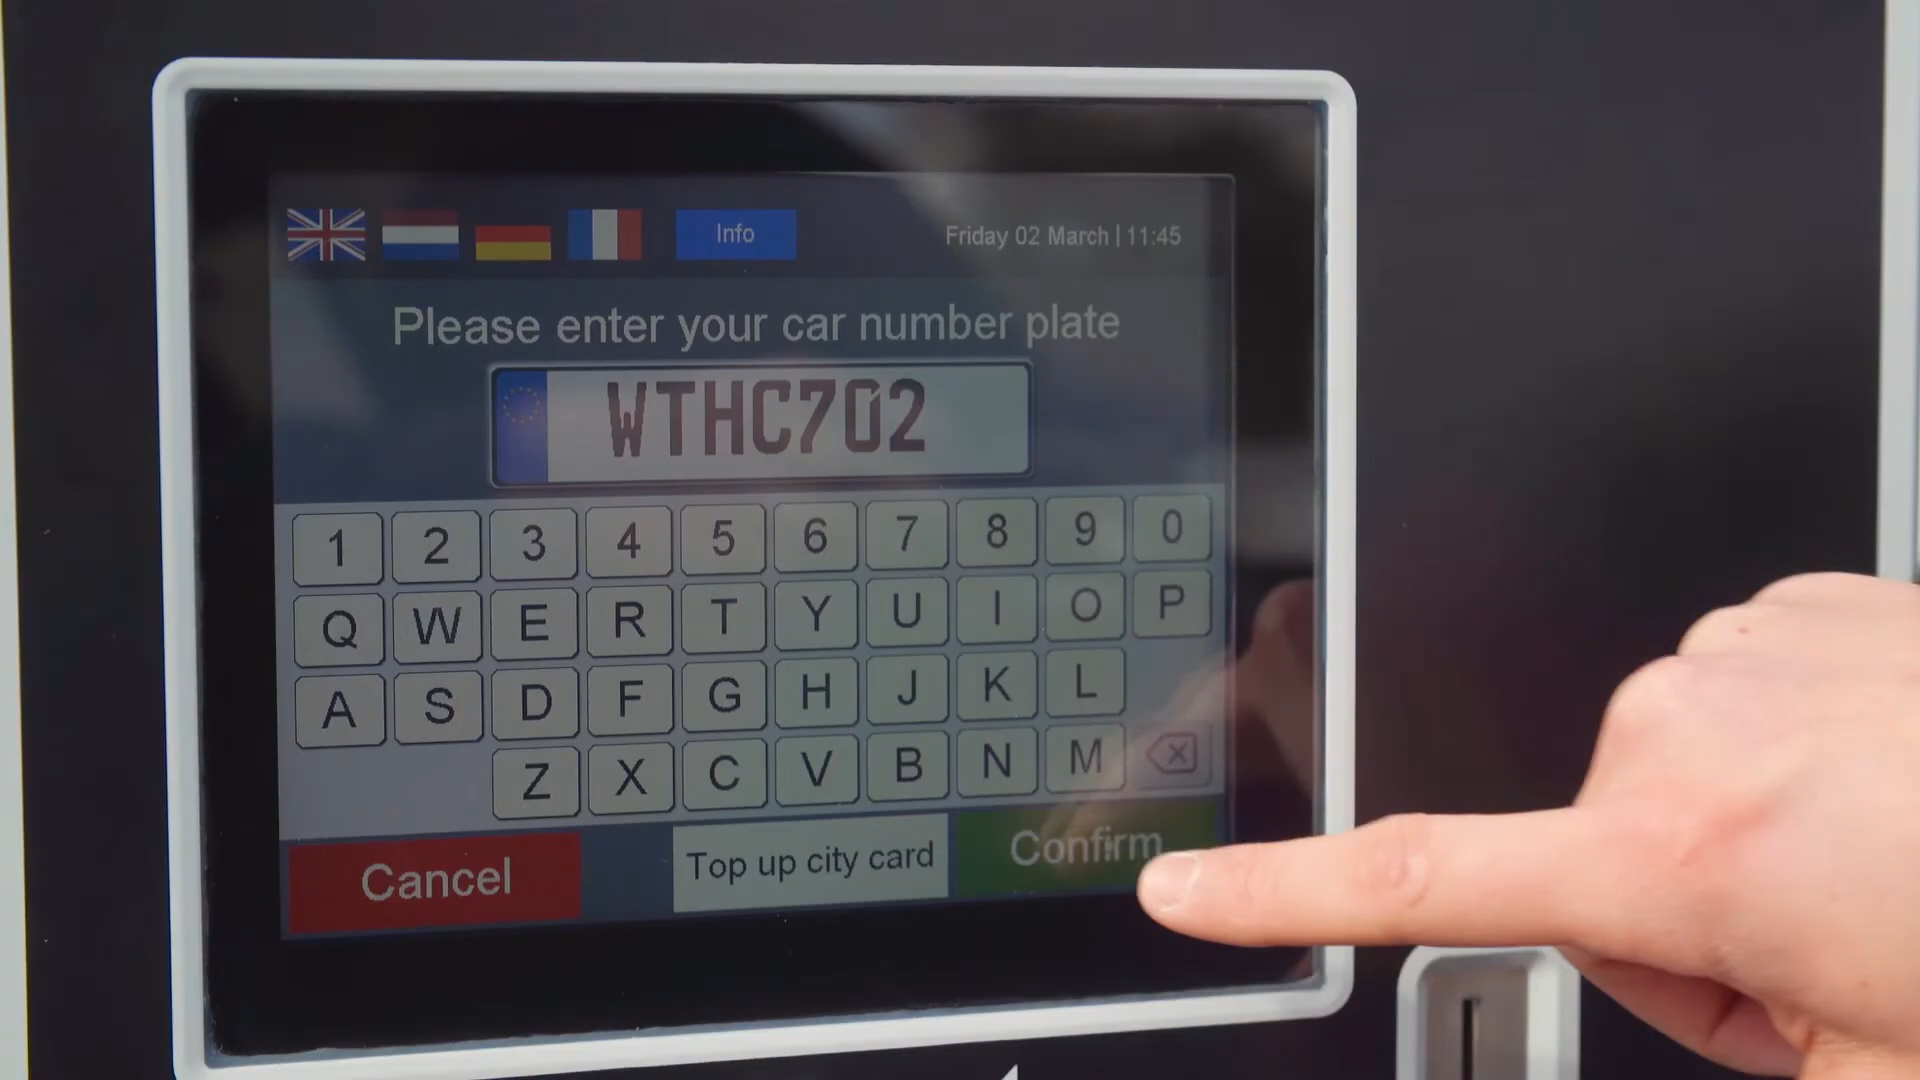 Info
Friday 02 March | 11:45
Please enter your car number plate
WTHC702
1 2 3 4 5 6 7 8 9 0
Q W E R T Y U I O P
A S D F G H J K L
Z X C V B N M
Cancel
Top up city card
Confirm